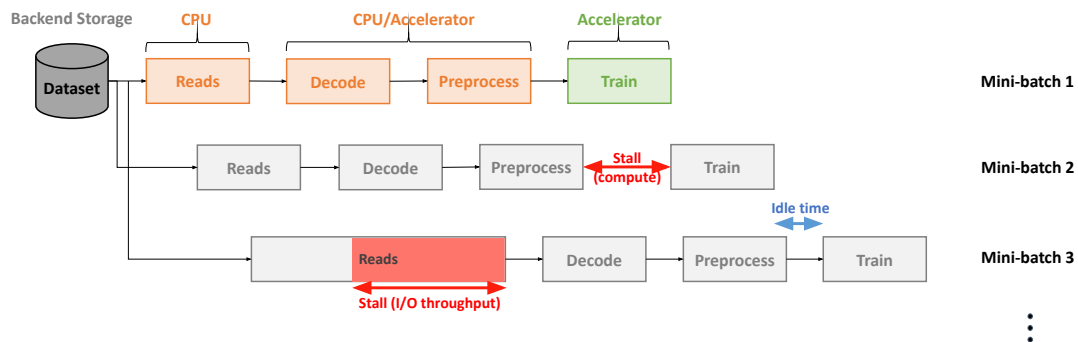 Backend Storage
CPU
CPU/Accelerator
Accelerator
Dataset
Reads
Decode
Preprocess
Train
Mini-batch 1
Reads
Decode
Preprocess
Stall
(compute)
Train
Mini-batch 2
Idle time
Reads
Decode
Preprocess
Train
Mini-batch 3
Stall (I/O throughput)